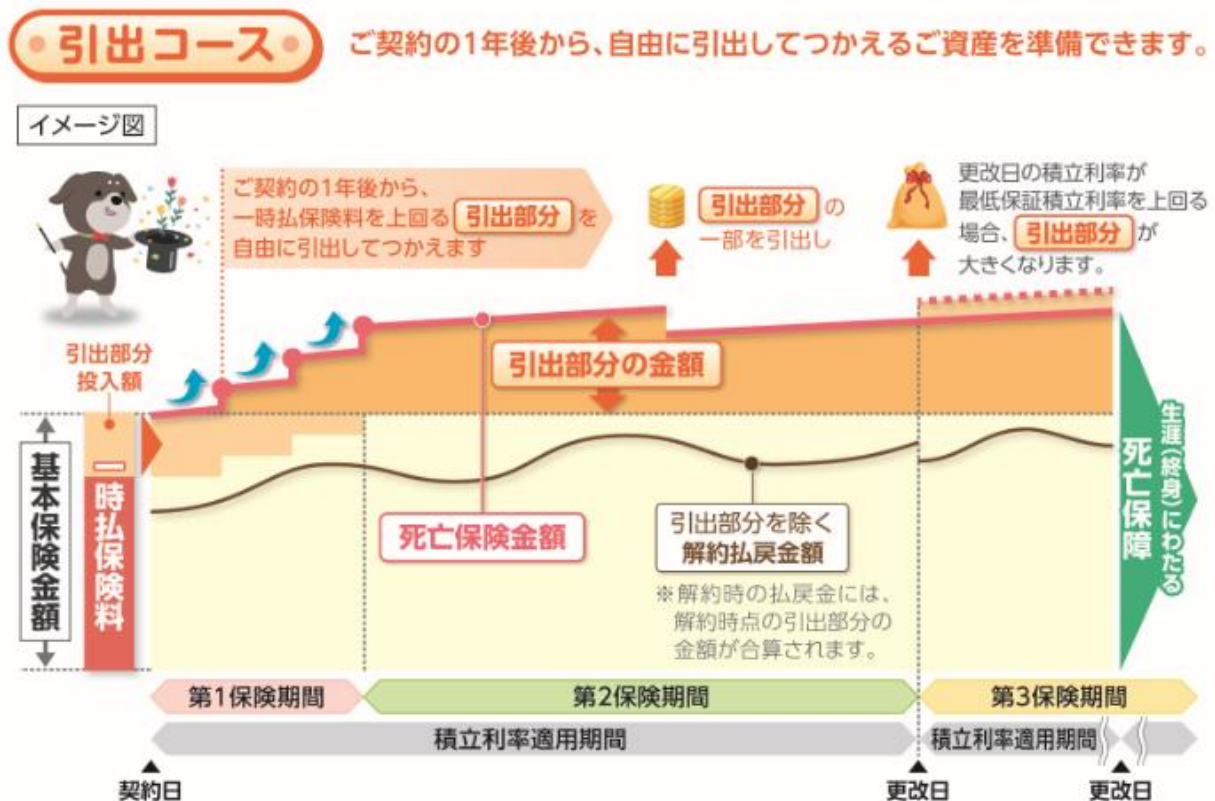 引出コース
ご契約の1年後から、自由に引出してつかえるご資産を準備できます。
イメージ図
ご契約の1年後から、
一時払保険料を上回る 引出部分 を
自由に引出してつかえます
引出部分 の
一部を引出し
更改日の積立利率が
最低保証積立利率を上回る
場合、引出部分 が
大きくなります。
引出部分
投入額
引出部分の金額
基本保険金額
一時払保険料
死亡保険金額
引出部分を除く
解約払戻金額
※解約時の払戻金には、
解約時点の引出部分の
金額が合算されます。
生涯(終身)にわたる
死亡保障
第1保険期間
第2保険期間
第3保険期間
積立利率適用期間
積立利率適用期間
契約日
更改日
更改日